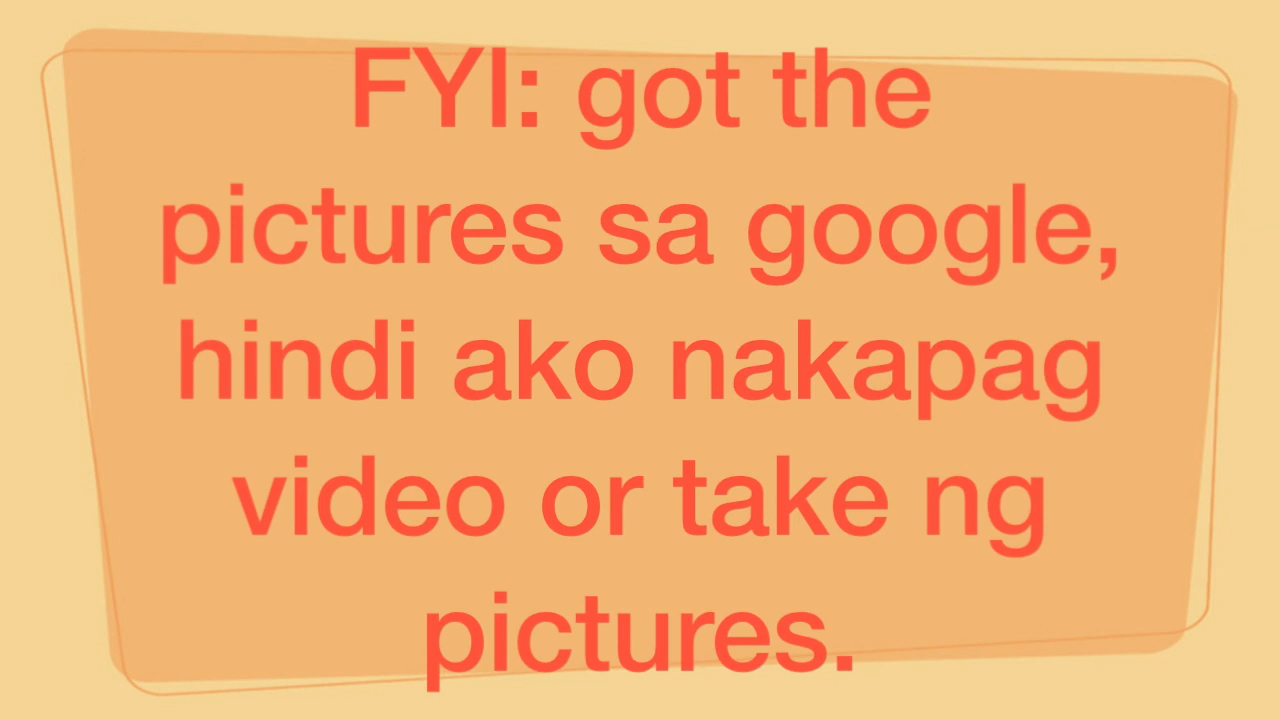 FYI: got the
pictures sa google,
hindi ako nakapag
video or take ng
pictures.